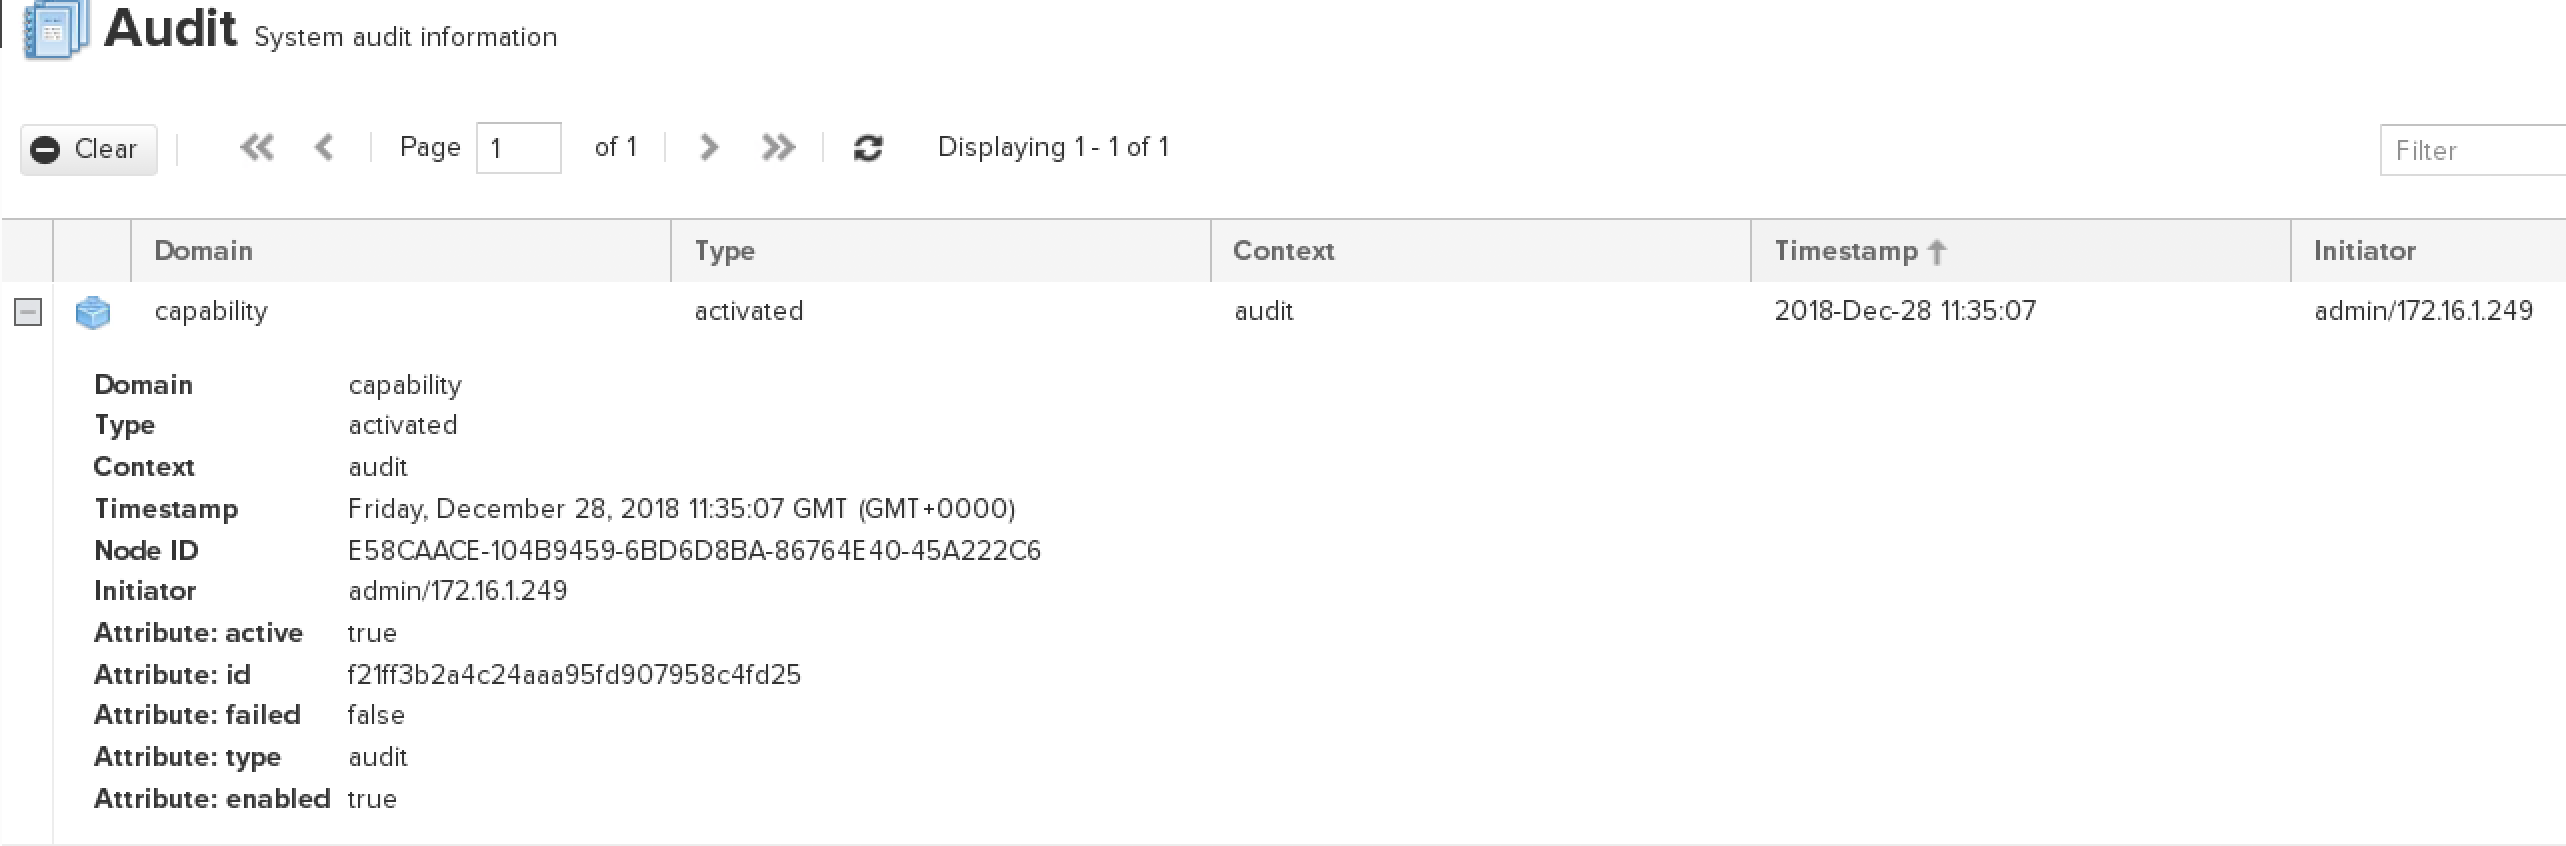 Audit System audit information
Clear Page 1 of 1 Displaying 1 - 1 of 1 Filter
Domain Type Context Timestamp Initiator
capability activated audit 2018-Dec-28 11:35:07 admin/172.16.1.249
Domain capability
Type activated
Context audit
Timestamp Friday, December 28, 2018 11:35:07 GMT (GMT+0000)
Node ID E58CAACE-104B9459-6BD6D8BA-86764E40-45A222C6
Initiator admin/172.16.1.249
Attribute: active true
Attribute: id f21ff3b2a4c24aaa95fd907958c4fd25
Attribute: failed false
Attribute: type audit
Attribute: enabled true